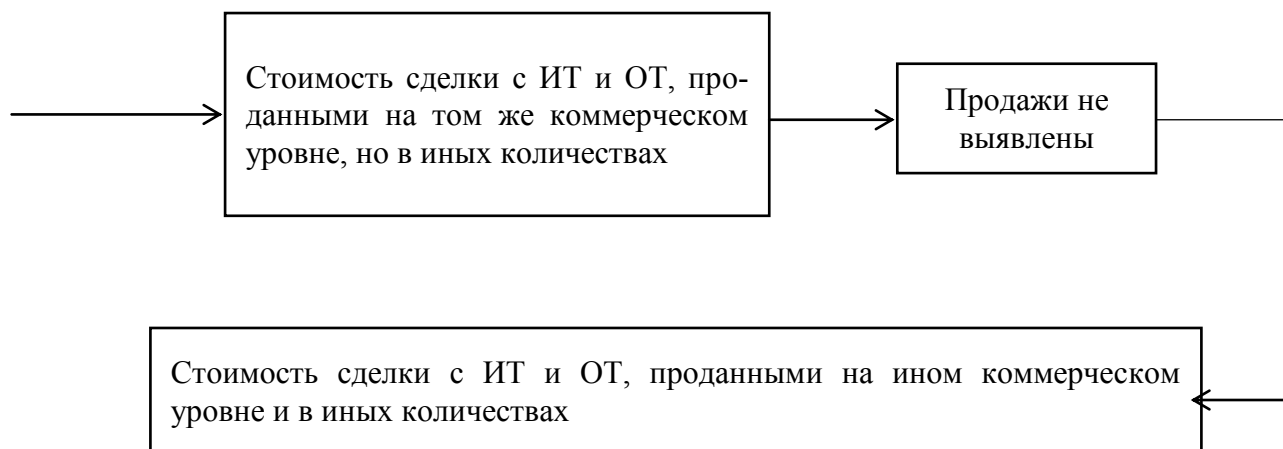 Стоимость сделки с ИТ и ОТ, про-
данными на том же коммерческом
уровне, но в иных количествах
Продажи не
выявлены
Стоимость сделки с ИТ и ОТ, проданными на ином коммерческом
уровне и в иных количествах